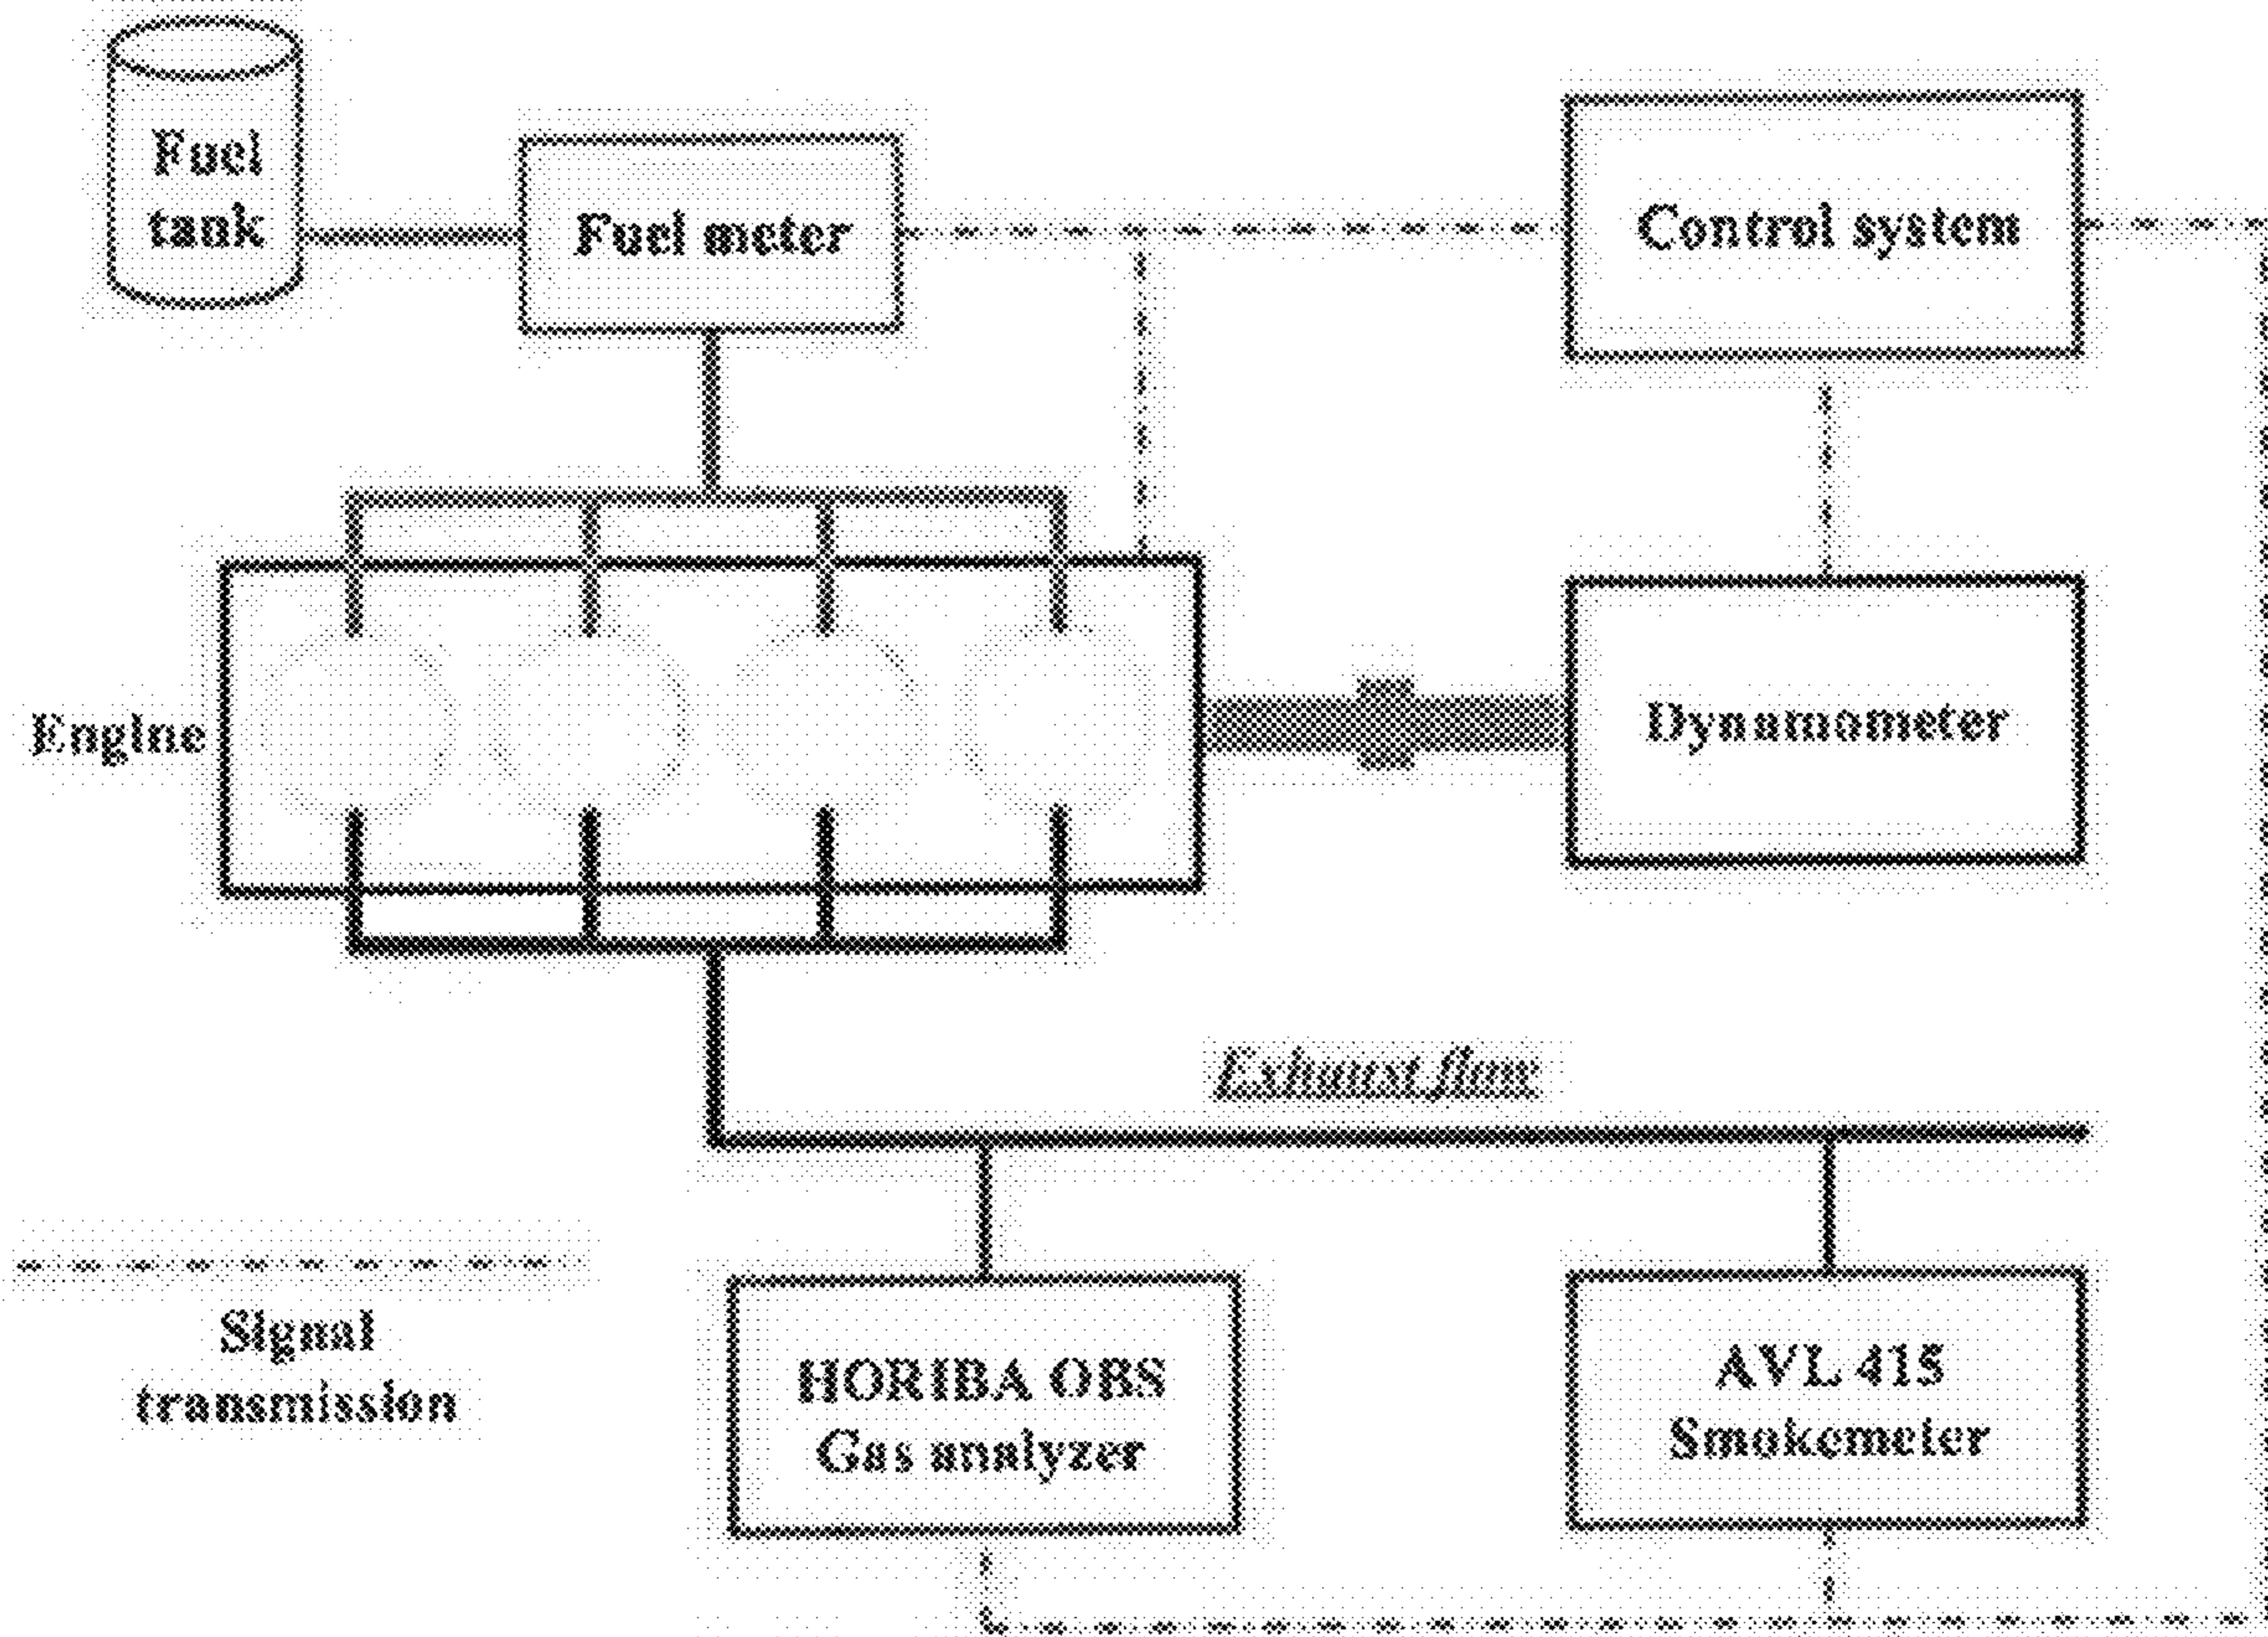 Fuel
tank
Fuel meter
Control system
Engine
Dynamometer
Exhaust flow
Signal
transmission
HORIBA OBS
Gas analyzer
AVL 415
Smokemeter